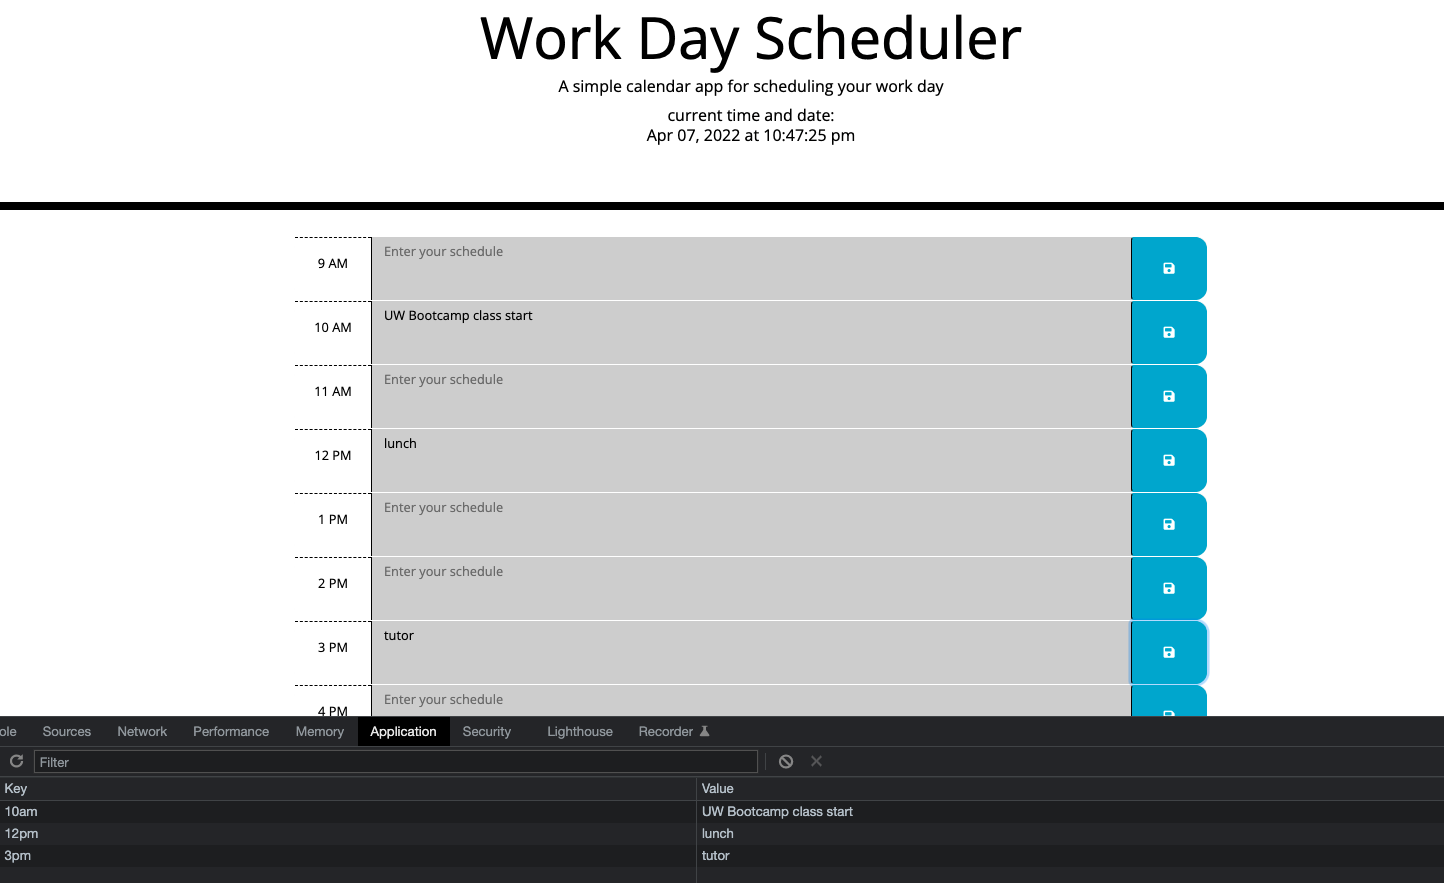 Work Day Scheduler
A simple calendar app for scheduling your work day
current time and date:
Apr 07, 2022 at 10:47:25 pm
9 AM Enter your schedule
10 AM UW Bootcamp class start
11 AM Enter your schedule
12 PM lunch
1 PM Enter your schedule
2 PM Enter your schedule
3 PM tutor
4 PM Enter your schedule
ole Sources Network Performance Memory Application Security Lighthouse Recorder
Filter
Key Value
10am UW Bootcamp class start
12pm lunch
3pm tutor